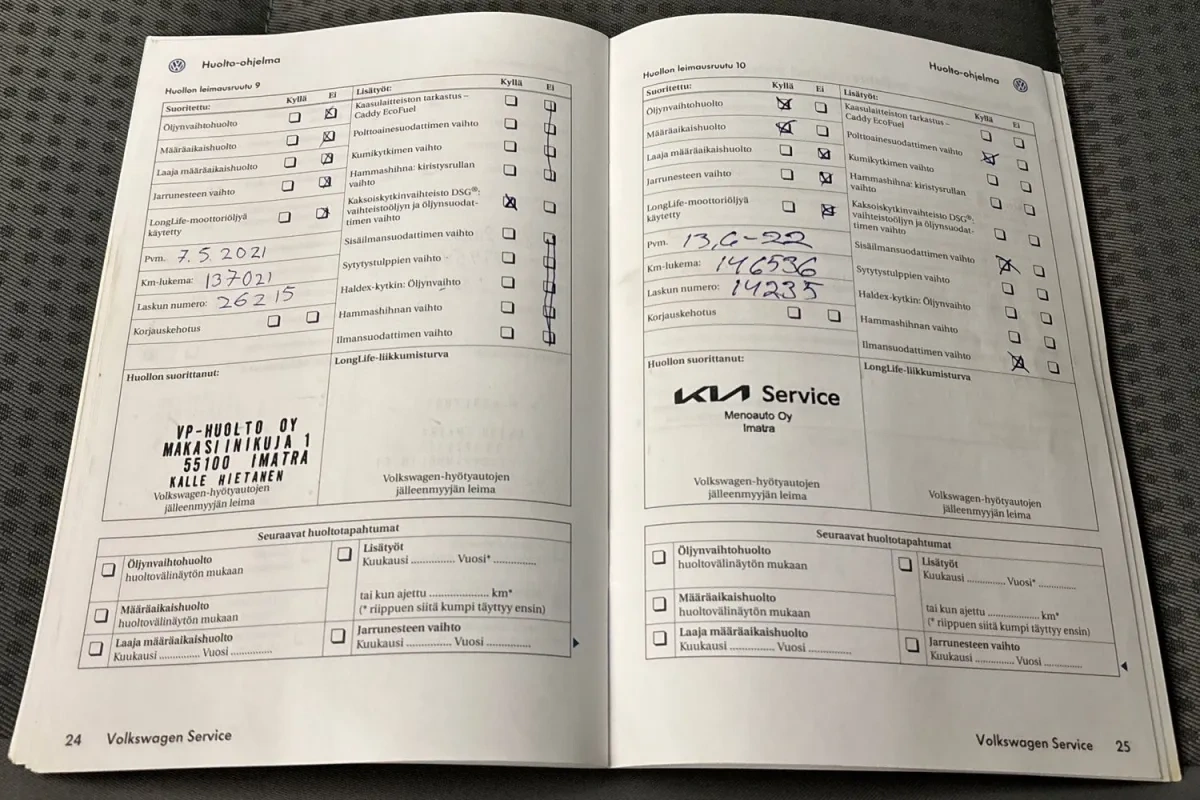 Huolto-ohjelma
Huollon leimausruutu 9
Suoritettu:
Kyllä
Ei
Öljynvaihtohuolto
Määräaikaishuolto
Laaja määräaikaishuolto
Jarrunesteen vaihto
LongLife-moottoriöljyä
käytetty
Pvm. 7.5.2021
Km-lukema: 137021
Laskun numero: 26215
Korjauskehotus
Lisätyöt:
Kyllä
Ei
Kaasulaitteiston tarkastus –
Caddy EcoFuel
Polttoainesuodattimen vaihto
Kumikytkimen vaihto
Hammashihna: kiristysrullan
vaihto
Kaksoiskytkinvaihteisto DSG®:
vaihteistoöljyn ja öljynsuodat-
timen vaihto
Sisäilmansuodattimen vaihto
Sytytystulppien vaihto
Haldex-kytkin: Öljynvaihto
Hammashihnan vaihto
Ilmansuodattimen vaihto
Huollon suorittanut:
VP-HUOLTO OY
MAKASIINIKUJA 1
55100 IMATRA
KALLE HIETANEN
Volkswagen-hyötyautojen
jälleenmyyjän leima
LongLife-liikkumisturva
Volkswagen-hyötyautojen
jälleenmyyjän leima
Seuraavat huoltotapahtumat
Öljynvaihtohuolto
huoltovälinäytön mukaan
Määräaikaishuolto
huoltovälinäytön mukaan
Laaja määräaikaishuolto
Kuukausi .............. Vuosi ..............
Lisätyöt
Kuukausi .............. Vuosi* ..............
tai kun ajettu .................... km*
(* riippuen siitä kumpi täyttyy ensin)
Jarrunesteen vaihto
Kuukausi .............. Vuosi ..............
24 Volkswagen Service
Huollon leimausruutu 10
Huolto-ohjelma
Suoritettu:
Kyllä
Ei
Öljynvaihtohuolto
Määräaikaishuolto
Laaja määräaikaishuolto
Jarrunesteen vaihto
LongLife-moottoriöljyä
käytetty
Pvm. 13,6-22
Km-lukema: 146536
Laskun numero: 14235
Korjauskehotus
Lisätyöt:
Kyllä
Ei
Kaasulaitteiston tarkastus –
Caddy EcoFuel
Polttoainesuodattimen vaihto
Kumikytkimen vaihto
Hammashihna: kiristysrullan
vaihto
Kaksoiskytkinvaihteisto DSG®:
vaihteistoöljyn ja öljynsuodat-
timen vaihto
Sisäilmansuodattimen vaihto
Sytytystulppien vaihto
Haldex-kytkin: Öljynvaihto
Hammashihnan vaihto
Ilmansuodattimen vaihto
Huollon suorittanut:
KIA Service
Menoauto Oy
Imatra
Volkswagen-hyötyautojen
jälleenmyyjän leima
LongLife-liikkumisturva
Volkswagen-hyötyautojen
jälleenmyyjän leima
Seuraavat huoltotapahtumat
Öljynvaihtohuolto
huoltovälinäytön mukaan
Määräaikaishuolto
huoltovälinäytön mukaan
Laaja määräaikaishuolto
Kuukausi .............. Vuosi ..............
Lisätyöt
Kuukausi .............. Vuosi* ..............
tai kun ajettu .................... km*
(* riippuen siitä kumpi täyttyy ensin)
Jarrunesteen vaihto
Kuukausi .............. Vuosi ..............
Volkswagen Service 25